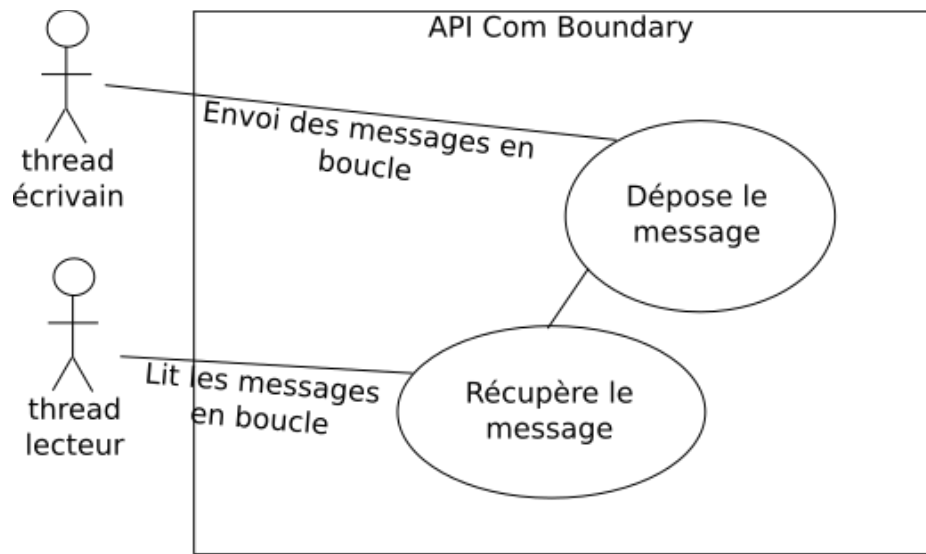 API Com Boundary
Envoi des messages en
boucle
thread
écrivain
Dépose le
message
Lit les messages
en boucle
thread
lecteur
Récupère le
message